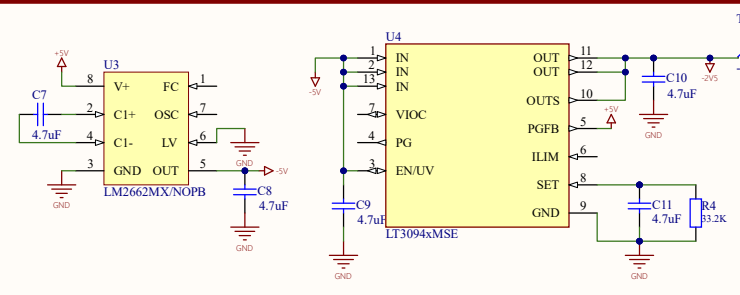 U3
+5V
8 V+ FC 1
C7
4.7uF
2 C1+ OSC 7
4 C1- LV 6
GND
3 GND OUT 5
-5V
GND
LM2662MX/NOPB
C8
4.7uF
GND
U4
1 IN OUT 11
2 IN OUT 12
13 IN
-5V
OUTS 10
7 VIOC
PGFB 5
+5V
4 PG
ILIM 6
3 EN/UV
SET 8
GND 9
LT3094xMSE
C9
4.7uF
GND
C10
4.7uF
GND
-2V5
C11
4.7uF
R4
33.2K
GND